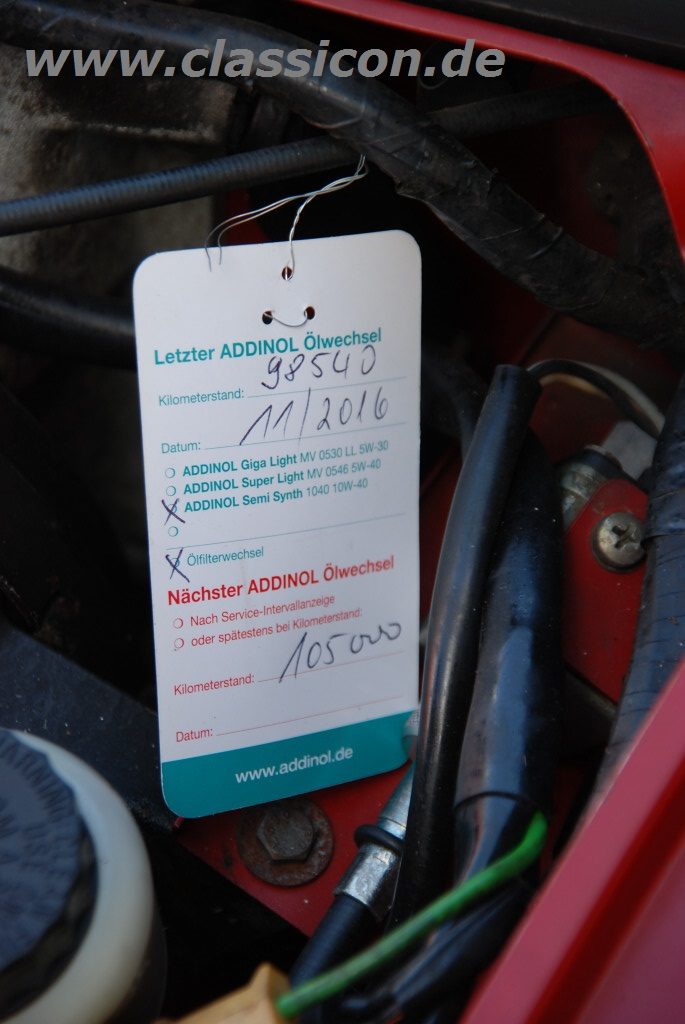 www.classicon.de
Letzter ADDINOL Ölwechsel
Kilometerstand: 98540
Datum: 11/2016
ADDINOL Giga Light MV 0530 LL 5W-30
ADDINOL Super Light MV 0546 5W-40
X ADDINOL Semi Synth 1040 10W-40
X Ölfilterwechsel
Nächster ADDINOL Ölwechsel
Nach Service-Intervallanzeige
oder spätestens bei Kilometerstand:
Kilometerstand: 105000
Datum:
www.addinol.de